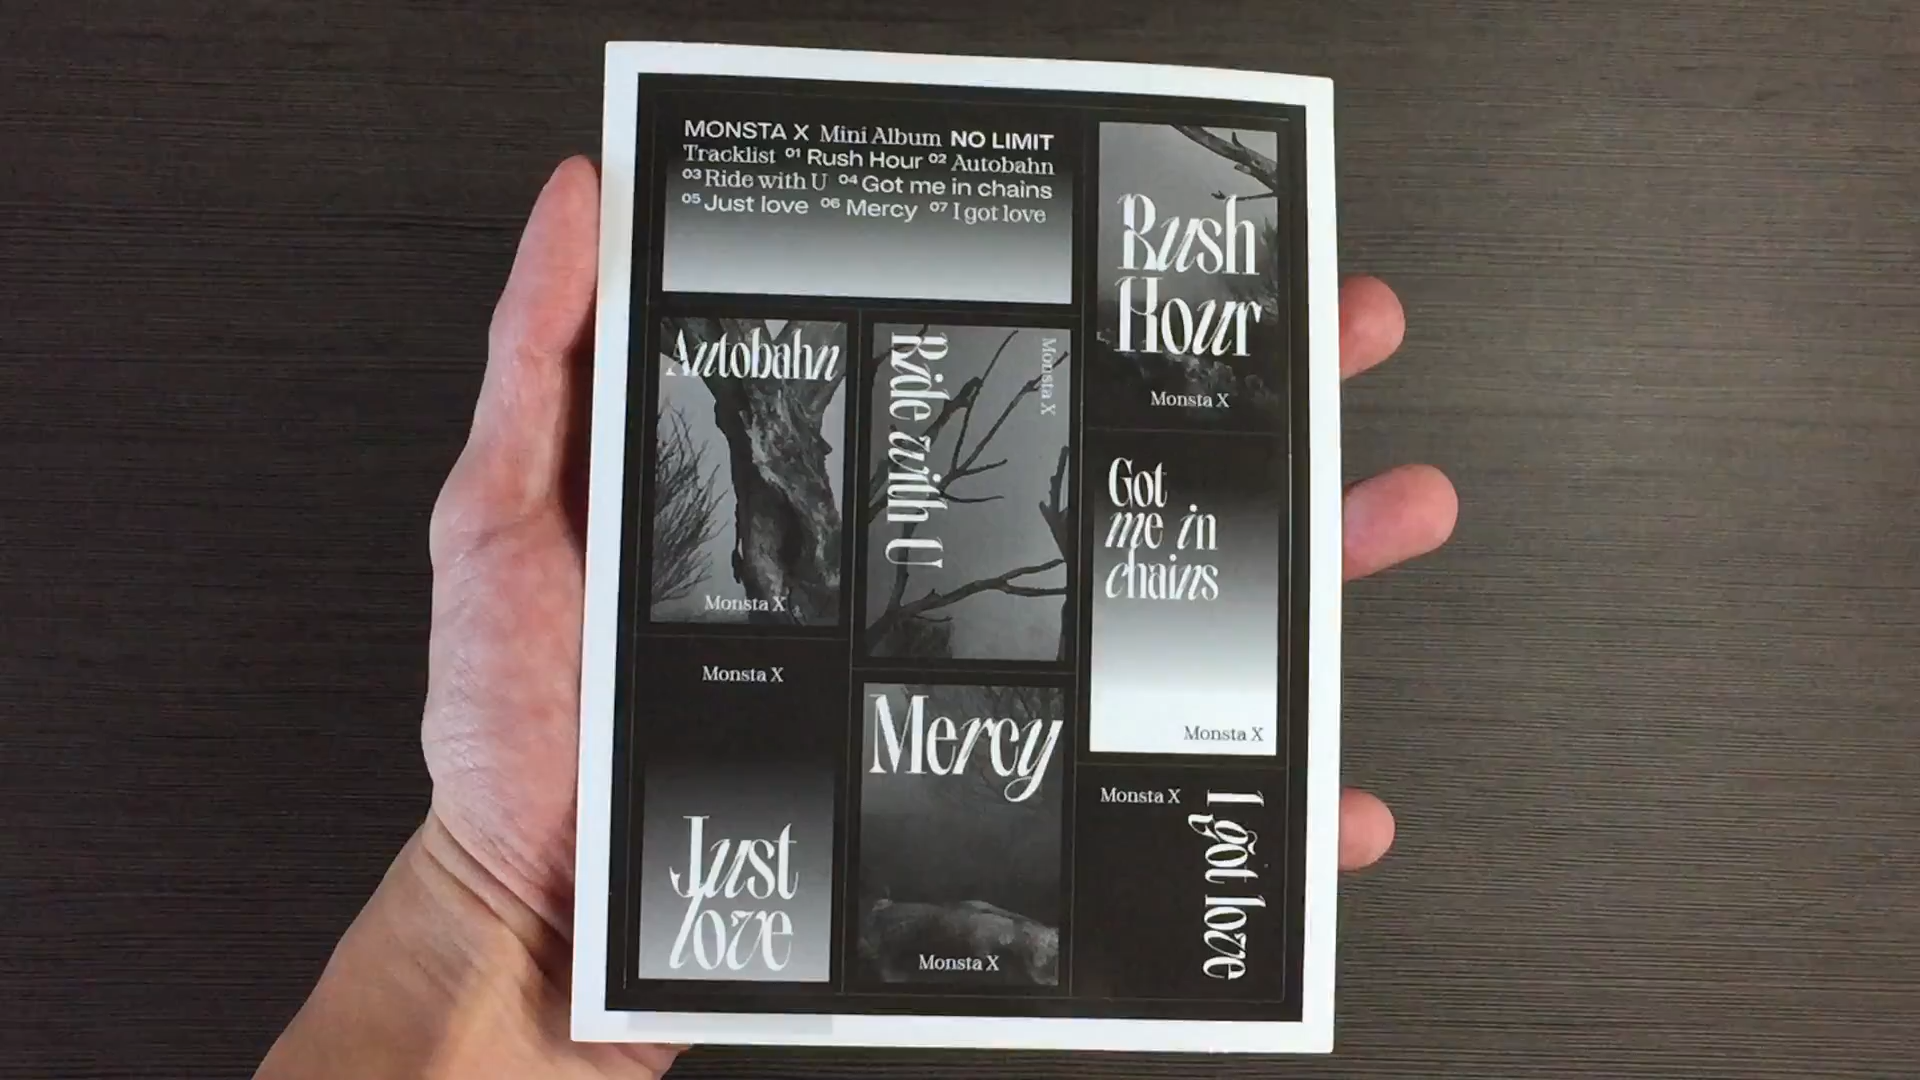 MONSTA X Mini Album NO LIMIT
Tracklist 01 Rush Hour 02 Autobahn
03 Ride with U 04 Got me in chains
05 Just love 06 Mercy 07 I got love
Rush
Hour
Monsta X
Autobahn
Monsta X
Ride with U
Monsta X
Got
me in
chains
Monsta X
Monsta X
Just
love
Mercy
Monsta X
Monsta X
I got love